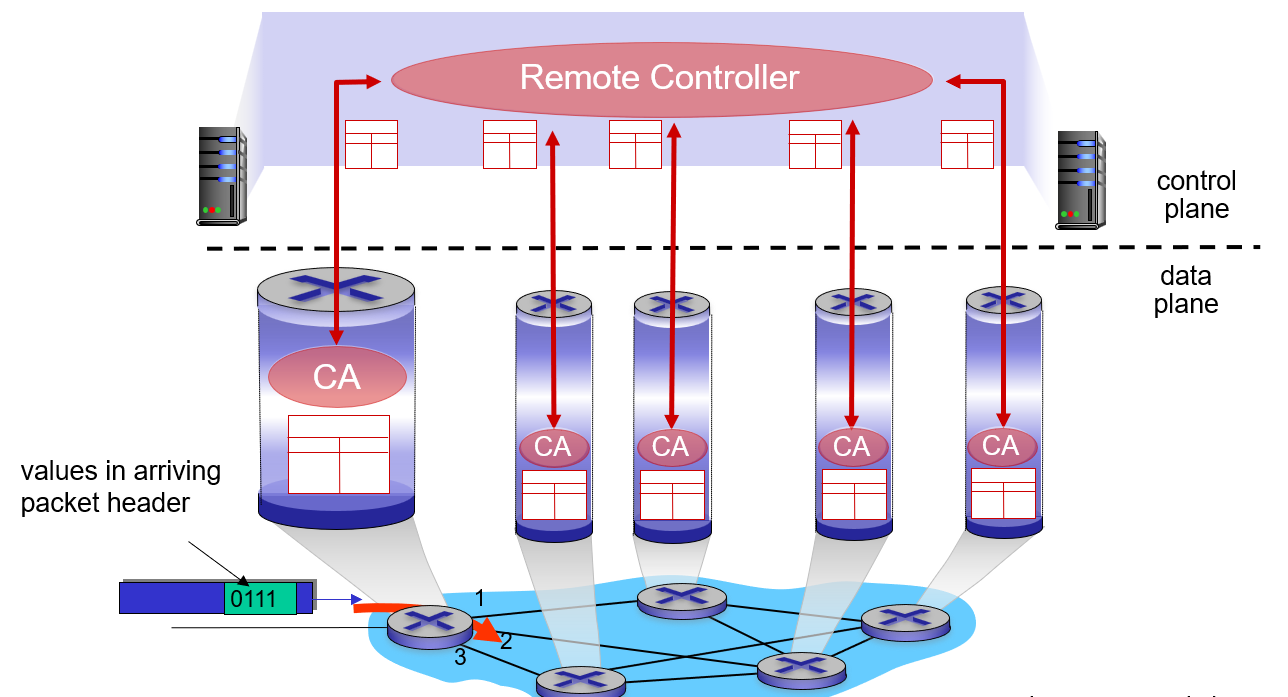 Remote Controller
control
plane
data
plane
CA
CA
CA
CA
CA
values in arriving
packet header
0111
1
2
3